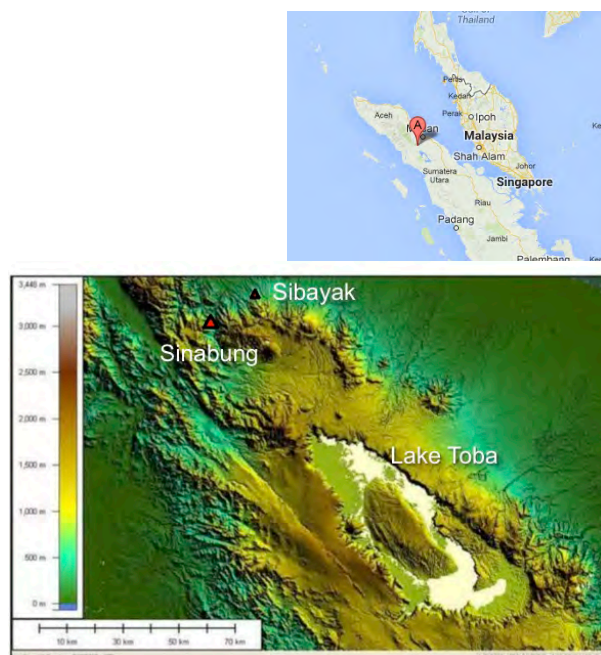 Gulf of
Thailand
Perlis
Kedah
Aceh
Perak
Ipoh
A
Malaysia
Shah Alam
Johor
Sumatera
Utara
Singapore
Riau
Padang
Jambi
Palembang
3,440 m
3,000 m
2,500 m
2,000 m
1,500 m
1,000 m
500 m
0 m
Sibayak
Sinabung
Lake Toba
10 km
30 km
50 km
70 km